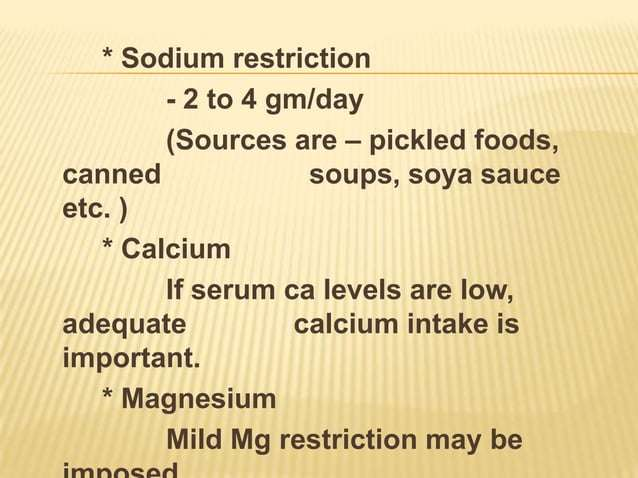 * Sodium restriction
- 2 to 4 gm/day
(Sources are – pickled foods,
canned soups, soya sauce
etc. )
* Calcium
If serum ca levels are low,
adequate calcium intake is
important.
* Magnesium
Mild Mg restriction may be
imposed